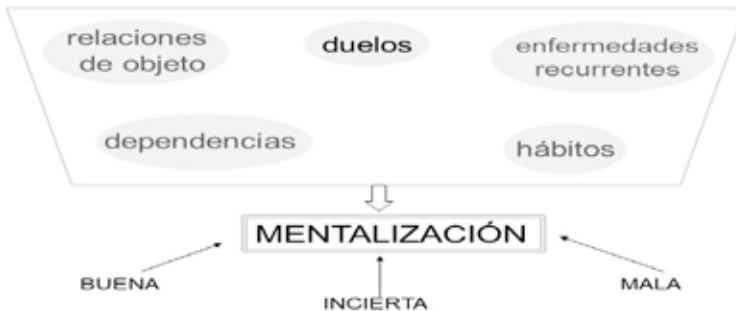 relaciones
de objeto
duelos
enfermedades
recurrentes
dependencias
hábitos
MENTALIZACIÓN
BUENA
INCIERTA
MALA